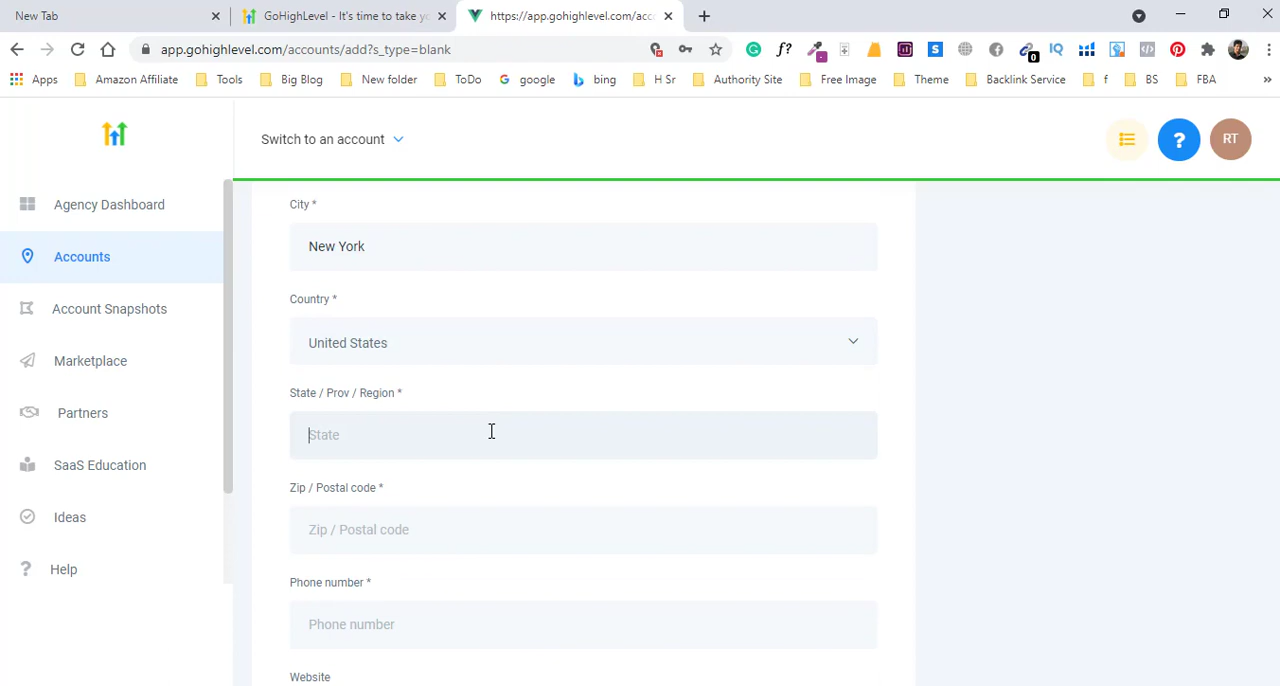 New Tab
GoHighLevel - It's time to take yo
https://app.gohighlevel.com/acco
app.gohighlevel.com/accounts/add?s_type=blank
f?
S
IQ
0
Apps
Amazon Affiliate
Tools
Big Blog
New folder
ToDo
google
bing
H Sr
Authority Site
Free Image
Theme
Backlink Service
f
BS
FBA
»
Switch to an account
?
RT
Agency Dashboard
Accounts
Account Snapshots
Marketplace
Partners
SaaS Education
Ideas
? Help
City *
New York
Country *
United States
State / Prov / Region *
State
Zip / Postal code *
Zip / Postal code
Phone number *
Phone number
Website